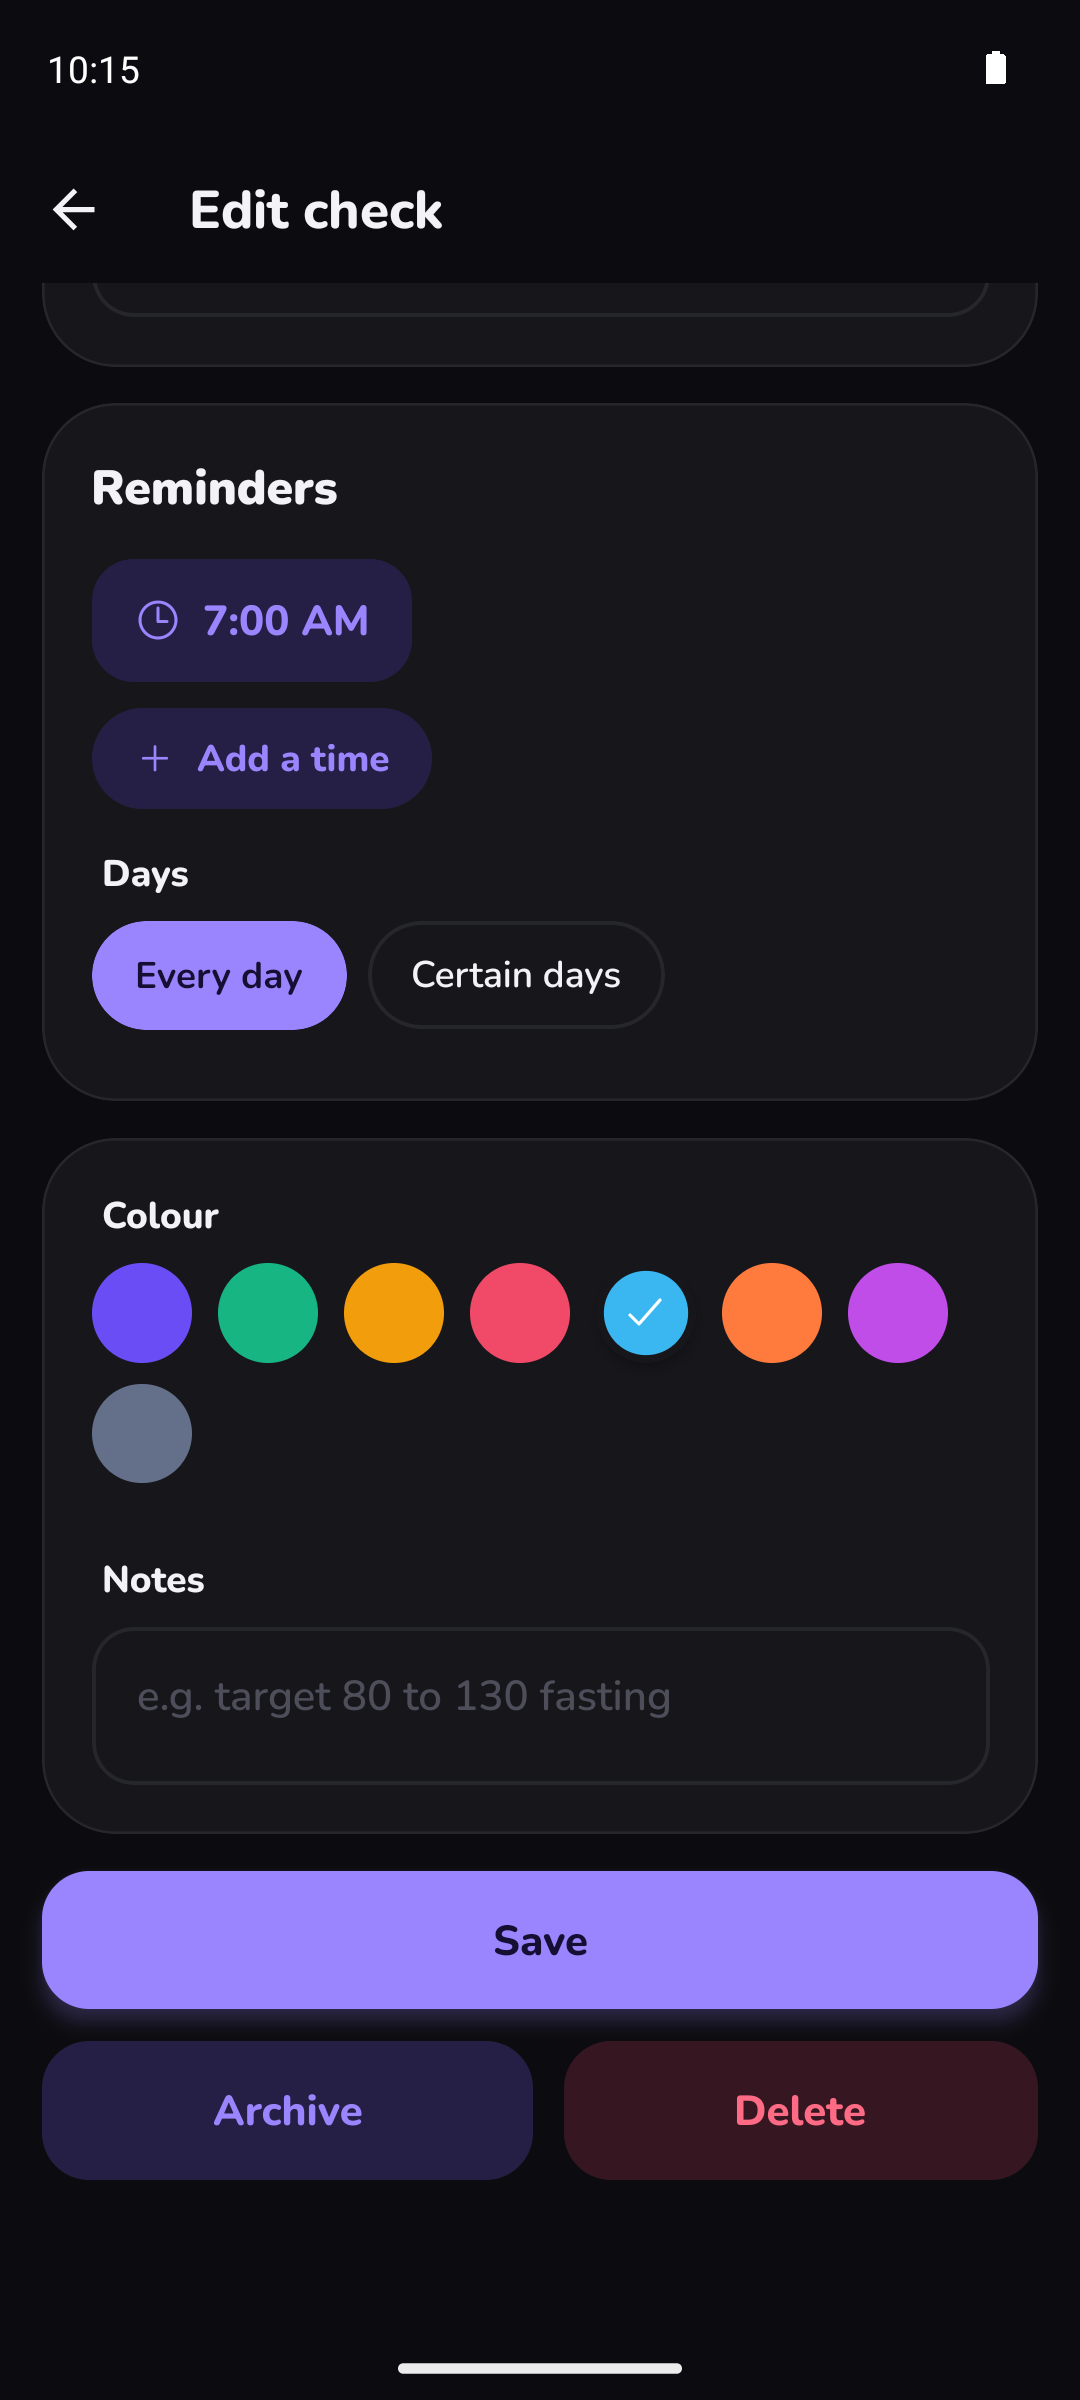 10:15
Edit check
Reminders
7:00 AM
Add a time
Days
Every day
Certain days
Colour
Notes
e.g. target 80 to 130 fasting
Save
Archive
Delete